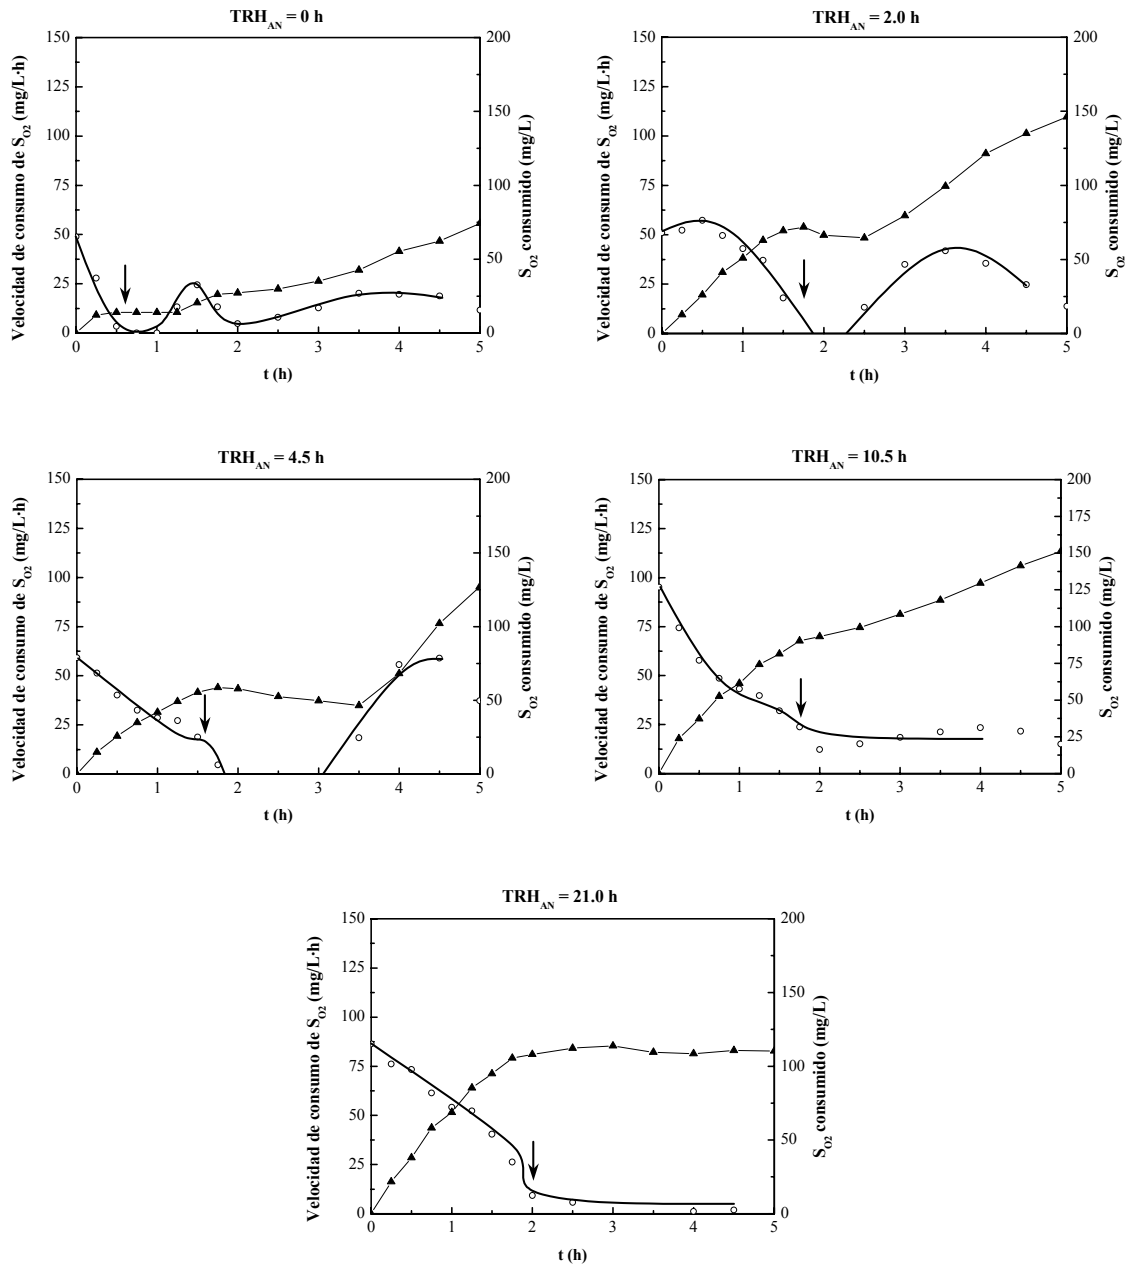 TRH_AN = 0 h
Velocidad de consumo de S_O2 (mg/L·h)
150
125
100
75
50
25
0
200
150
100
50
0
S_O2 consumido (mg/L)
0 1 2 3 4 5
t (h)
TRH_AN = 2.0 h
Velocidad de consumo de S_O2 (mg/L·h)
150
125
100
75
50
25
0
200
150
100
50
0
S_O2 consumido (mg/L)
0 1 2 3 4 5
t (h)
TRH_AN = 4.5 h
Velocidad de consumo de S_O2 (mg/L·h)
150
125
100
75
50
25
0
200
150
100
50
0
S_O2 consumido (mg/L)
0 1 2 3 4 5
t (h)
TRH_AN = 10.5 h
Velocidad de consumo de S_O2 (mg/L·h)
150
125
100
75
50
25
0
200
175
150
125
100
75
50
25
0
S_O2 consumido (mg/L)
0 1 2 3 4 5
t (h)
TRH_AN = 21.0 h
Velocidad de consumo de S_O2 (mg/L·h)
150
125
100
75
50
25
0
200
150
100
50
0
S_O2 consumido (mg/L)
0 1 2 3 4 5
t (h)